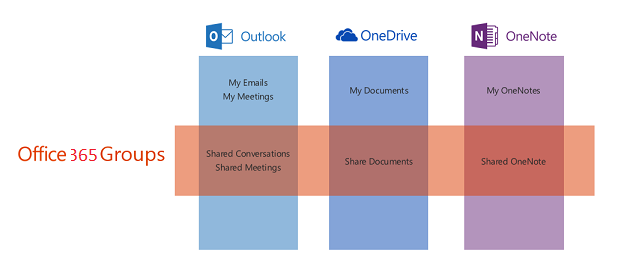 Outlook
OneDrive
OneNote
My Emails
My Meetings
My Documents
My OneNotes
Office 365 Groups
Shared Conversations
Shared Meetings
Share Documents
Shared OneNote